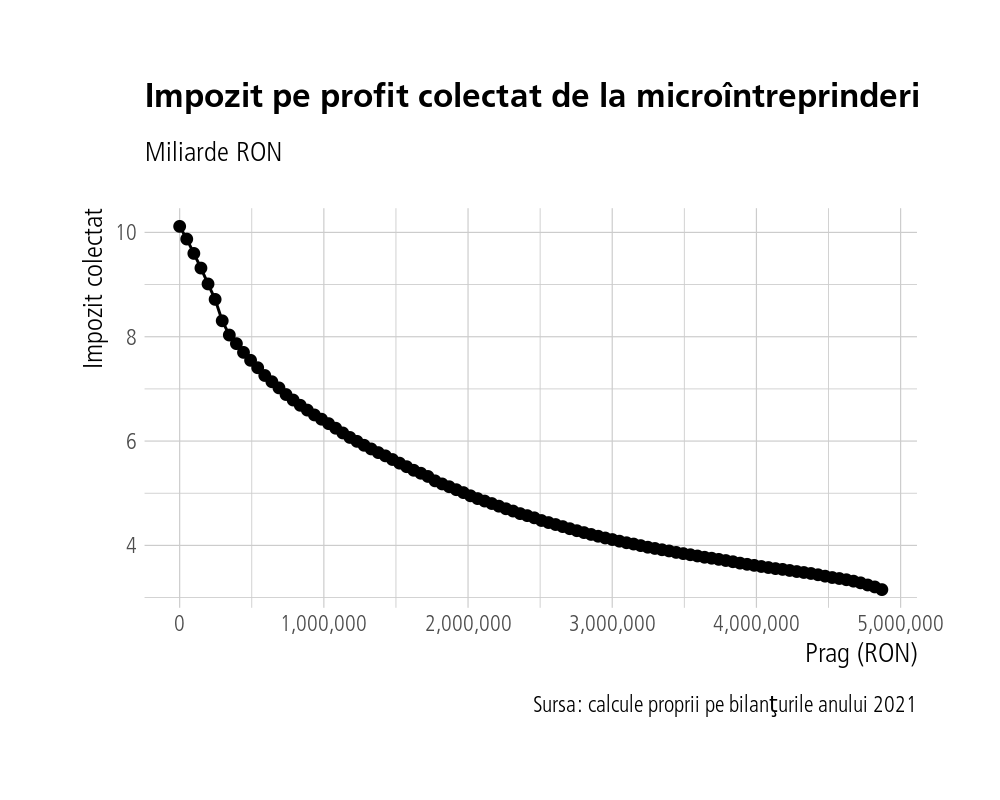 Impozit pe profit colectat de la microîntreprinderi
Miliarde RON
Impozit colectat
10
8
6
4
0
1,000,000
2,000,000
3,000,000
4,000,000
5,000,000
Prag (RON)
Sursa: calcule proprii pe bilanţurile anului 2021